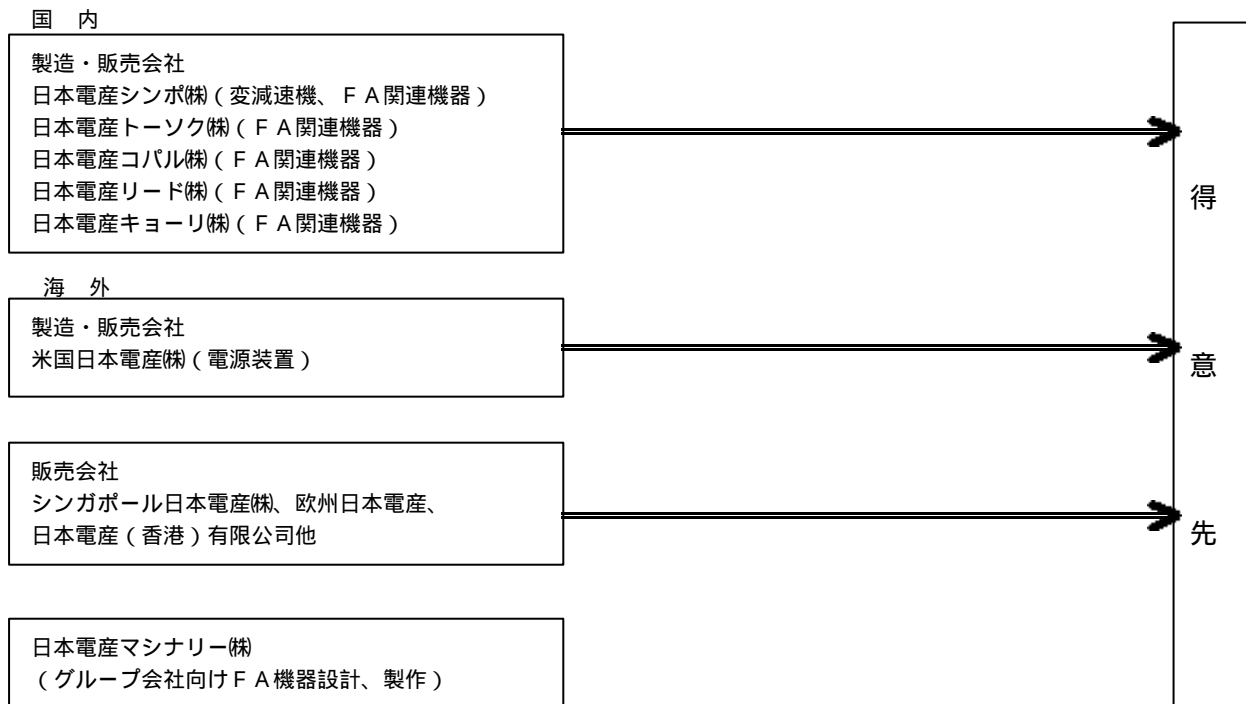 国 内
製造・販売会社
日本電産シンポ㈱（変減速機、ＦＡ関連機器）
日本電産トーソク㈱（ＦＡ関連機器）
日本電産コパル㈱（ＦＡ関連機器）
日本電産リード㈱（ＦＡ関連機器）
日本電産キョーリ㈱（ＦＡ関連機器）
海 外
製造・販売会社
米国日本電産㈱（電源装置）
販売会社
シンガポール日本電産㈱、欧州日本電産、
日本電産（香港）有限公司他
日本電産マシナリー㈱
（グループ会社向けＦＡ機器設計、製作）
得
意
先